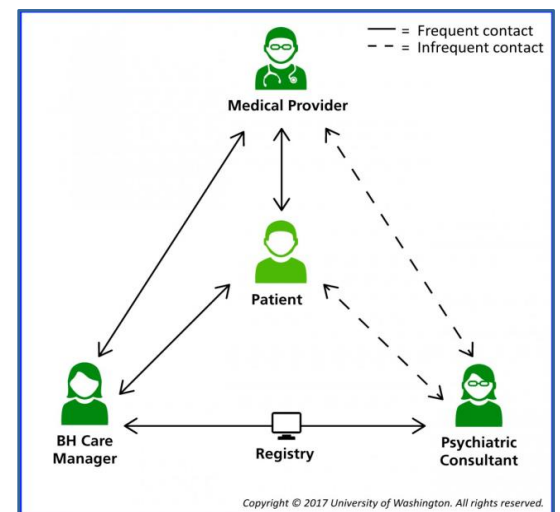 — = Frequent contact
-- = Infrequent contact
Medical Provider
Patient
BH Care
Manager
Registry
Psychiatric
Consultant
Copyright © 2017 University of Washington. All rights reserved.